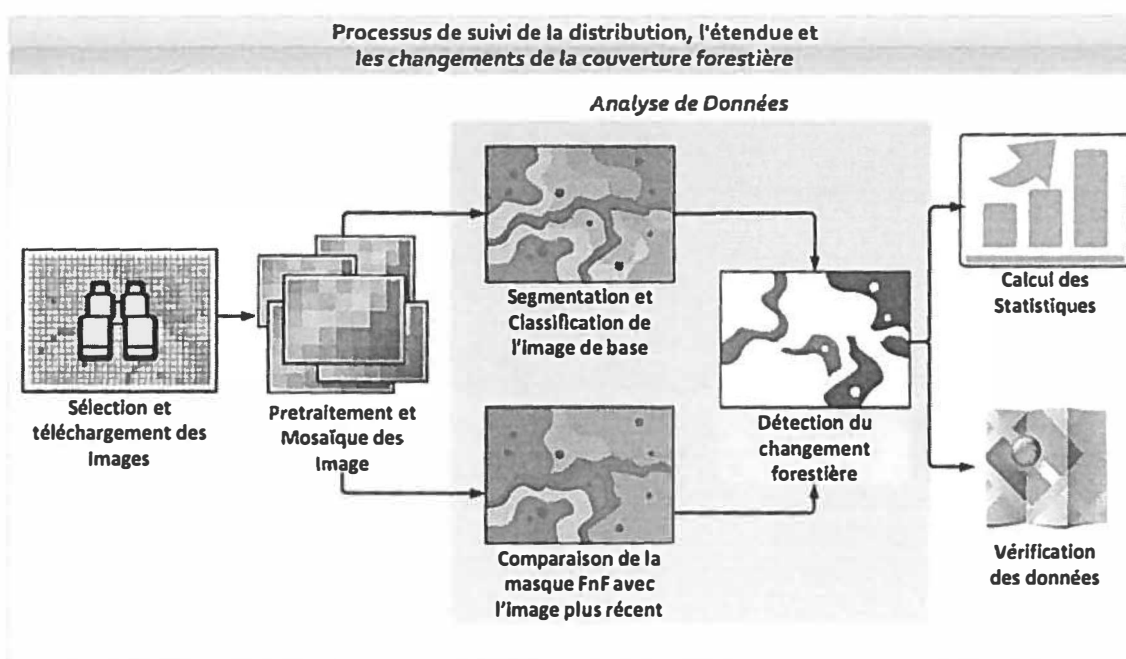 Processus de suivi de la distribution, l'étendue et
les changements de la couverture forestière
Analyse de Données
Sélection et
téléchargement des
Images
Pretraitement et
Mosaïque des
Image
Segmentation et
Classification de
l'image de base
Comparaison de la
masque FnF avec
l'image plus récent
Détection du
changement
forestière
Calcul des
Statistiques
Vérification
des données